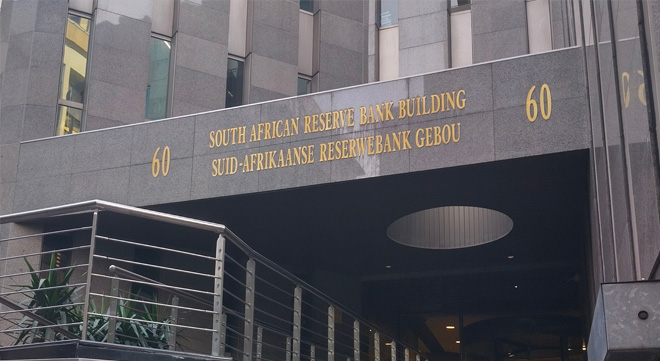 60
SOUTH AFRICAN RESERVE BANK BUILDING
SUID-AFRIKAANSE RESERWEBANK GEBOU
60